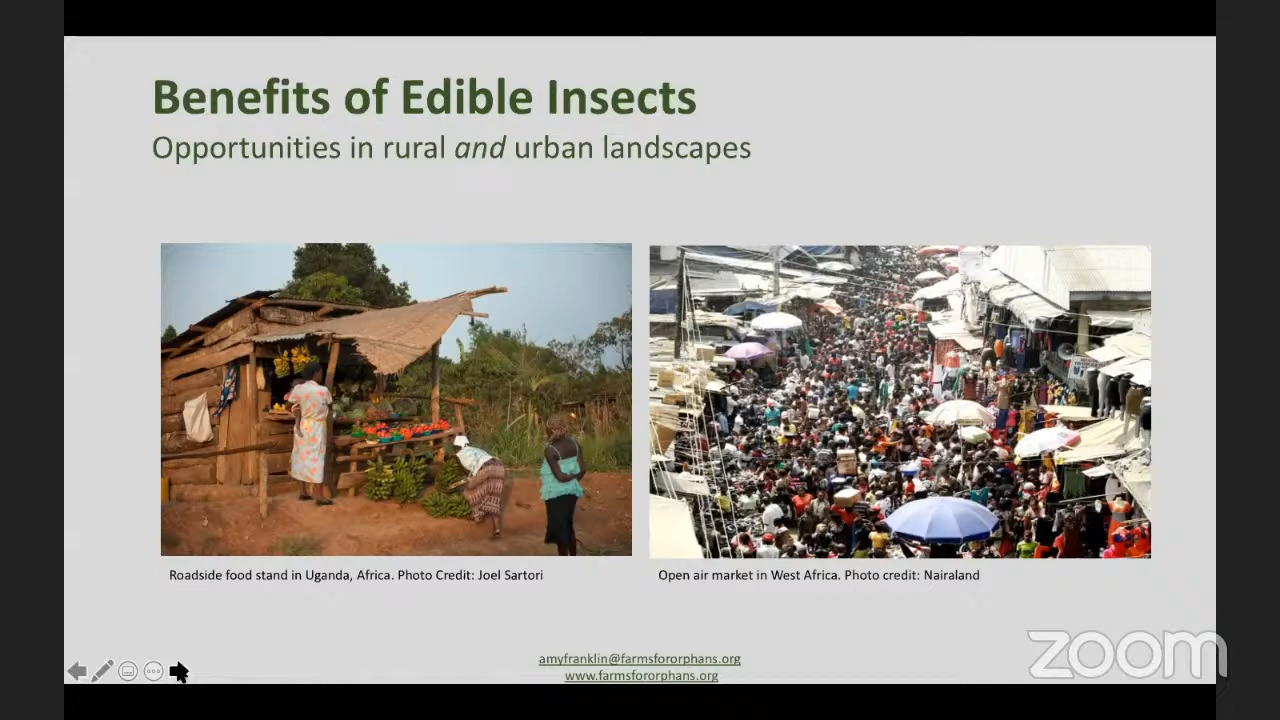 Benefits of Edible Insects
Opportunities in rural and urban landscapes
Roadside food stand in Uganda, Africa. Photo Credit: Joel Sartori
Open air market in West Africa. Photo credit: Nairaland
amyfranklin@farmsfororphans.org
www.farmsfororphans.org
zoom